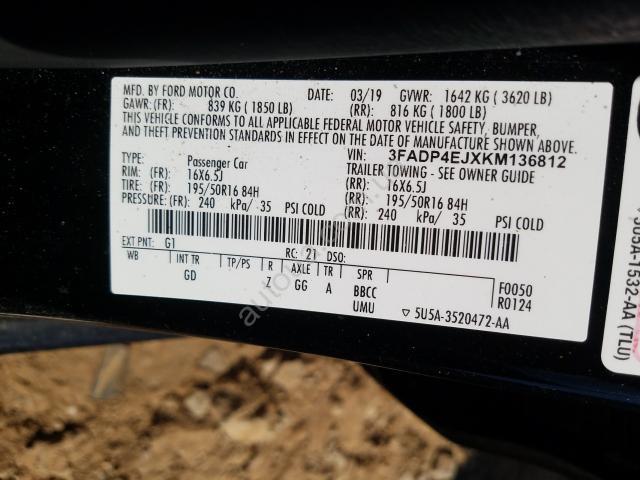 MFD. BY FORD MOTOR CO.
DATE: 03/19 GVWR: 1642 KG ( 3620 LB)
GAWR:(FR): 839 KG ( 1850 LB) (RR): 816 KG ( 1800 LB)
THIS VEHICLE CONFORMS TO ALL APPLICABLE FEDERAL MOTOR VEHICLE SAFETY, BUMPER,
AND THEFT PREVENTION STANDARDS IN EFFECT ON THE DATE OF MANUFACTURE SHOWN ABOVE.
VIN: 3FADP4EJXKM136812
TYPE: Passenger Car TRAILER TOWING - SEE OWNER GUIDE
RIM: (FR): 16X6.5J (RR): 16X6.5J
TIRE: (FR): 195/50R16 84H (RR): 195/50R16 84H
PRESSURE: (FR): 240 kPa/ 35 PSI COLD (RR): 240 kPa/ 35 PSI COLD
EXT PNT: G1 RC: 21 DSO:
WB INT TR TP/PS R AXLE TR SPR
GD Z GG A BBCC
UMU
F0050
R0124
▽ 5U5A-3520472-AA
5U5A-1532-AA (TLU)